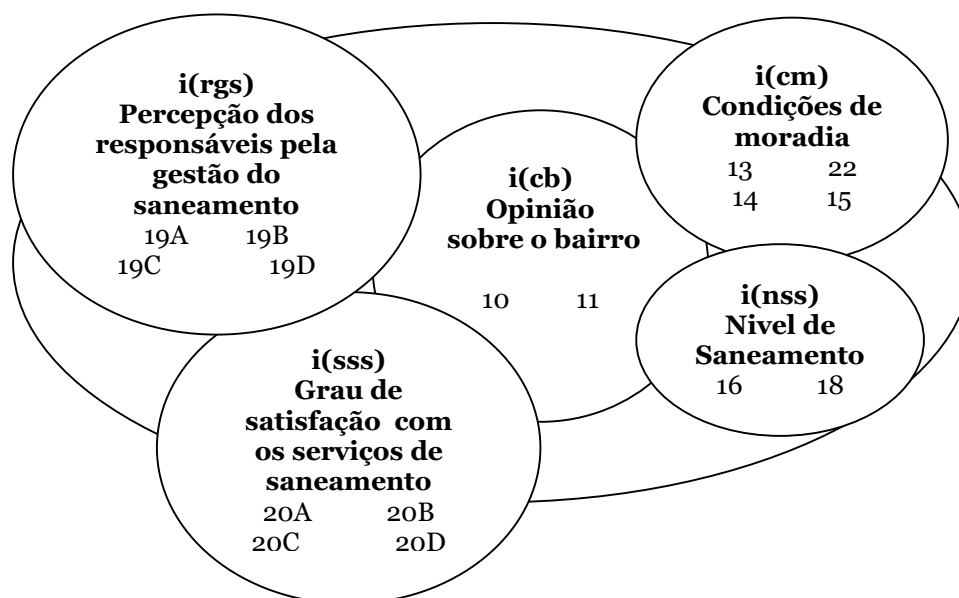 i(rgs)
Percepção dos
responsáveis pela
gestão do
saneamento
19A 19B
19C 19D
i(cm)
Condições de
moradia
13 22
14 15
i(cb)
Opinião
sobre o bairro
10 11
i(nss)
Nivel de
Saneamento
16 18
i(sss)
Grau de
satisfação com
os serviços de
saneamento
20A 20B
20C 20D